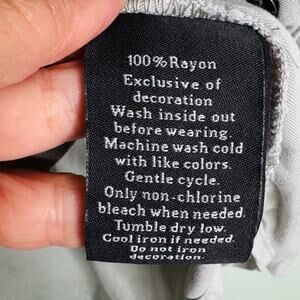 100% Rayon
Exclusive of
decoration
Wash inside out
before wearing.
Machine wash cold
with like colors.
Gentle cycle.
Only non-chlorine
bleach when needed.
Tumble dry low.
Cool iron if needed.
Do not iron
decoration.